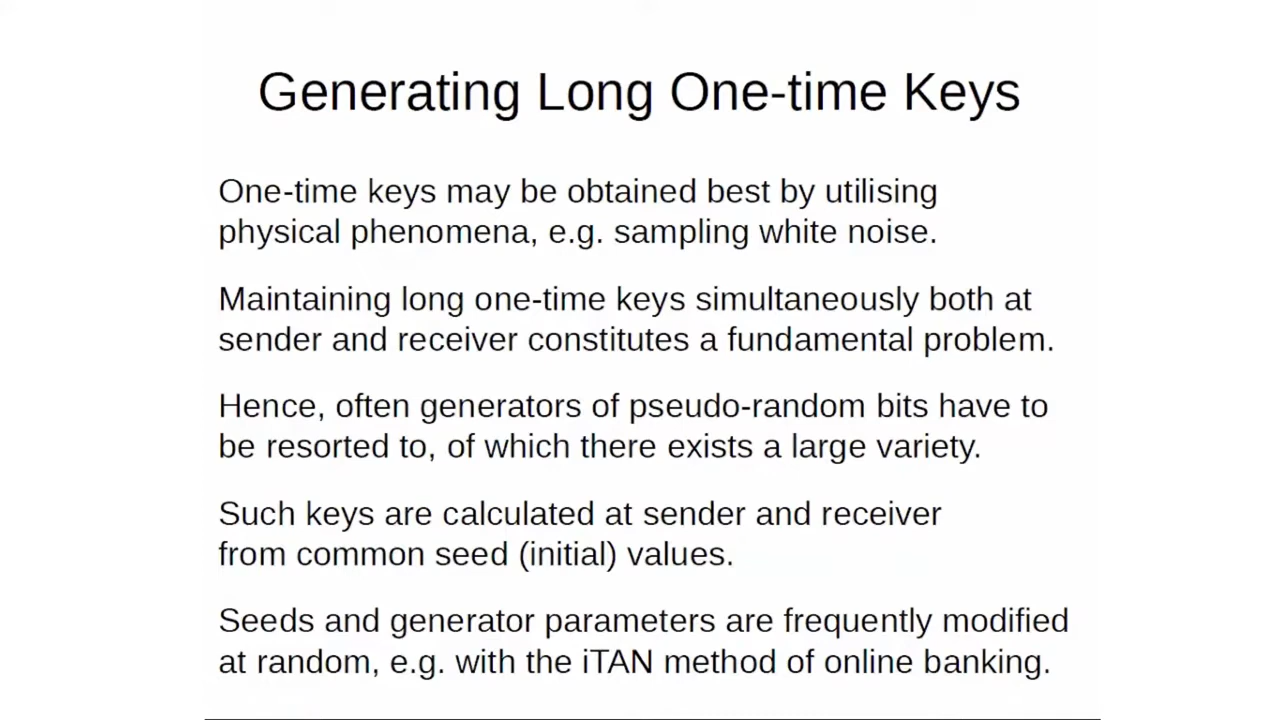 Generating Long One-time Keys
One-time keys may be obtained best by utilising
physical phenomena, e.g. sampling white noise.
Maintaining long one-time keys simultaneously both at
sender and receiver constitutes a fundamental problem.
Hence, often generators of pseudo-random bits have to
be resorted to, of which there exists a large variety.
Such keys are calculated at sender and receiver
from common seed (initial) values.
Seeds and generator parameters are frequently modified
at random, e.g. with the iTAN method of online banking.